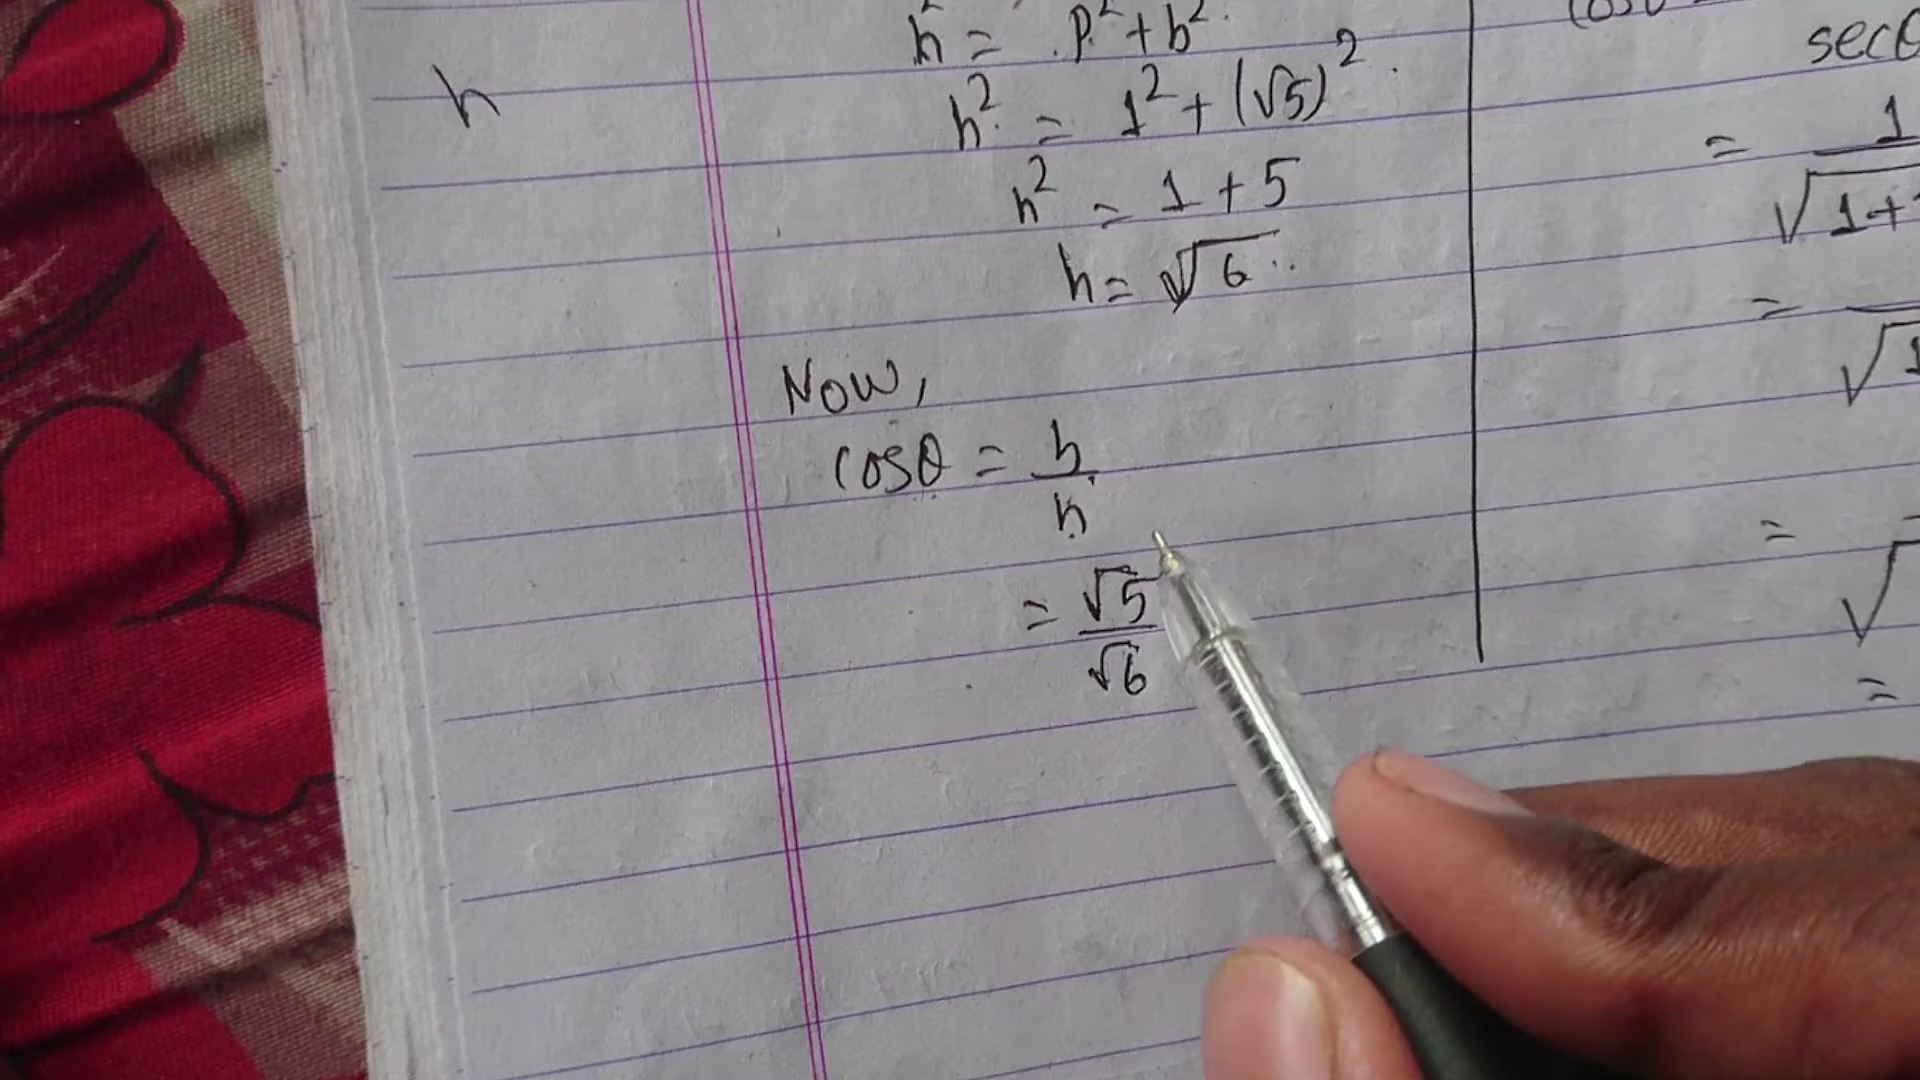 h² = p² + b²
h² = 1² + (√5)²
h² = 1 + 5
h = √6
h
Now,
cosθ = b/h
= √5/√6
secθ
= 1/√1+
=
=
=